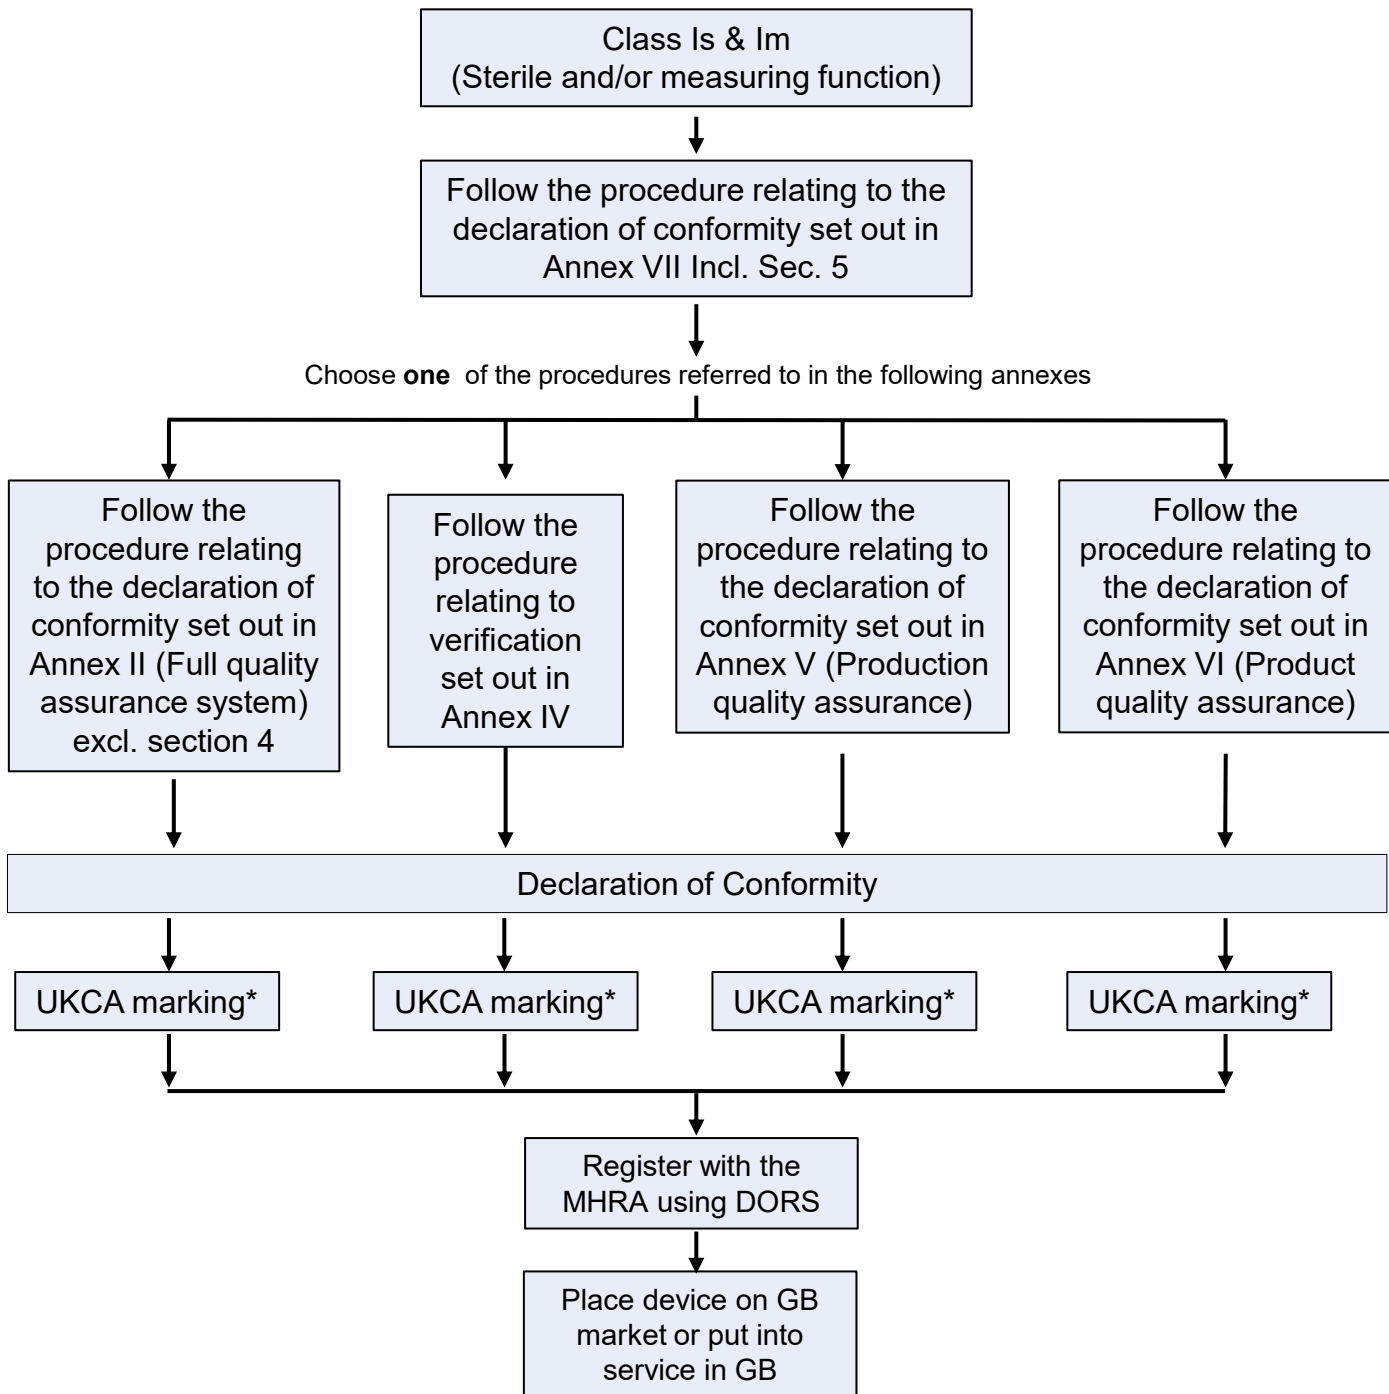 Class Is & Im
(Sterile and/or measuring function)
Follow the procedure relating to the
declaration of conformity set out in
Annex VII Incl. Sec. 5
Choose one of the procedures referred to in the following annexes
Follow the
procedure relating
to the declaration of
conformity set out in
Annex II (Full quality
assurance system)
excl. section 4
Follow the
procedure
relating to
verification
set out in
Annex IV
Follow the
procedure relating to
the declaration of
conformity set out in
Annex V (Production
quality assurance)
Follow the
procedure relating to
the declaration of
conformity set out in
Annex VI (Product
quality assurance)
Declaration of Conformity
UKCA marking*
UKCA marking*
UKCA marking*
UKCA marking*
Register with the
MHRA using DORS
Place device on GB
market or put into
service in GB